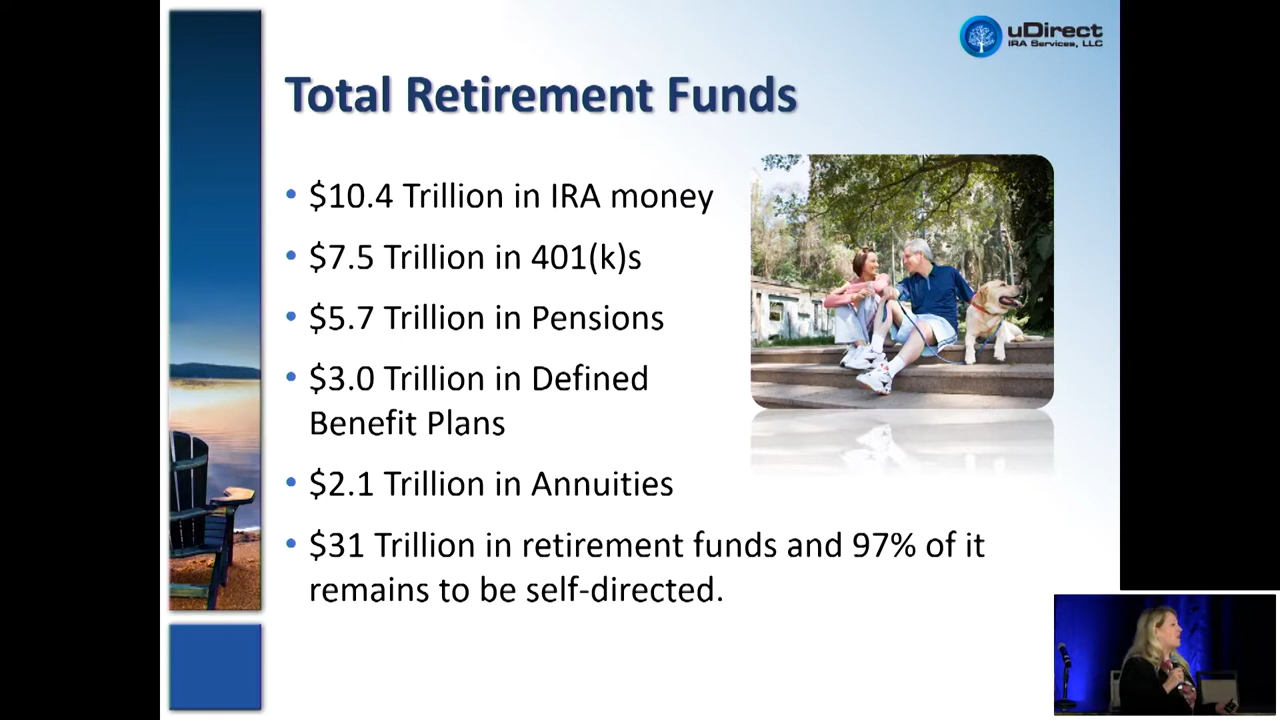 uDirect
IRA Services, LLC
Total Retirement Funds
• $10.4 Trillion in IRA money
• $7.5 Trillion in 401(k)s
• $5.7 Trillion in Pensions
• $3.0 Trillion in Defined
Benefit Plans
• $2.1 Trillion in Annuities
• $31 Trillion in retirement funds and 97% of it
remains to be self-directed.